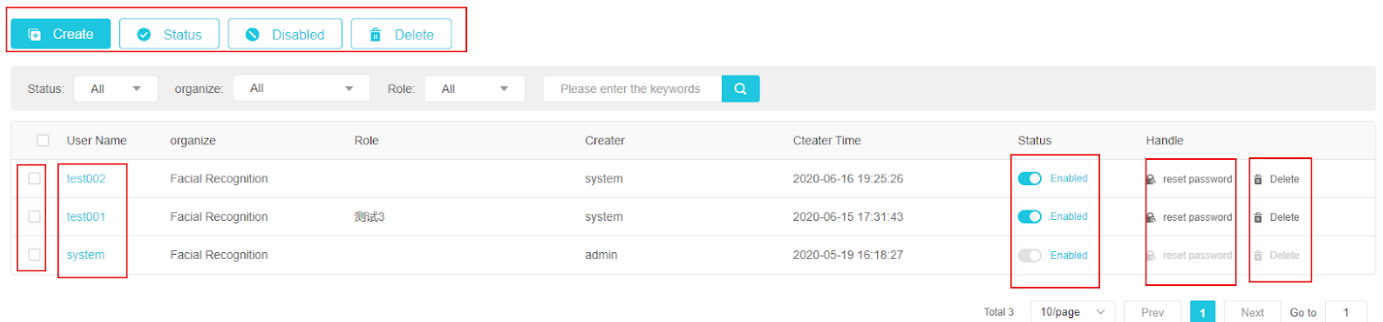 Create Status Disabled Delete
Status: All organize: All Role: All Please enter the keywords
User Name organize Role Creater Cteater Time Status Handle
test002 Facial Recognition system 2020-06-16 19:25:26 Enabled reset password Delete
test001 Facial Recognition 测试3 system 2020-06-15 17:31:43 Enabled reset password Delete
system Facial Recognition admin 2020-05-19 16:18:27 Enabled reset password Delete
Total 3 10/page Prev 1 Next Go to 1